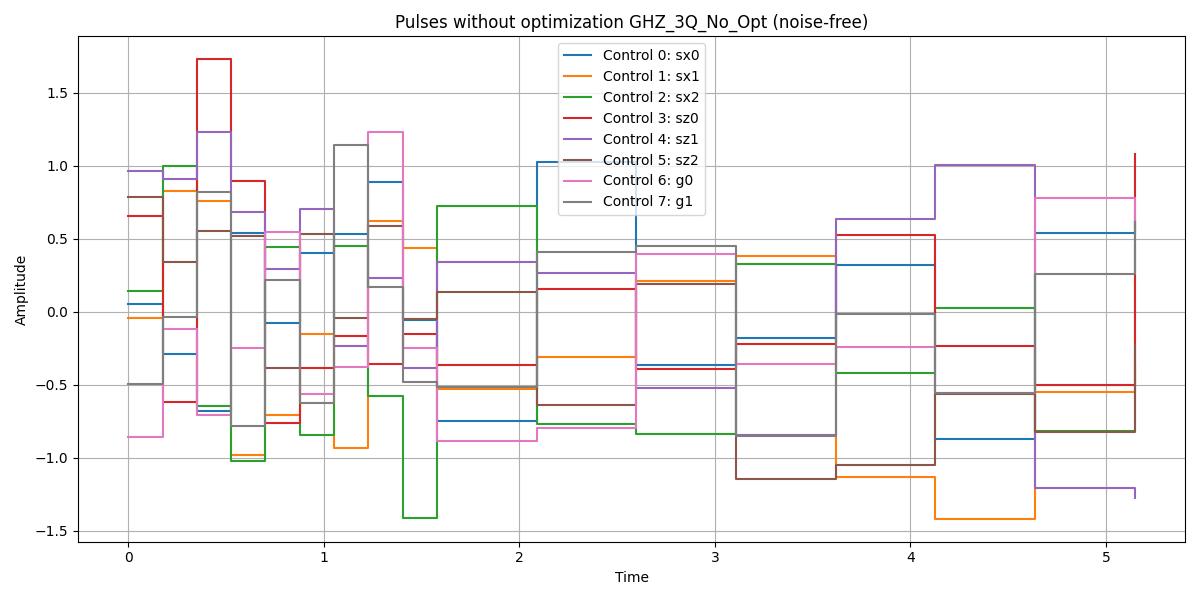 Pulses without optimization GHZ_3Q_No_Opt (noise-free)
Control 0: sx0
Control 1: sx1
Control 2: sx2
Control 3: sz0
Control 4: sz1
Control 5: sz2
Control 6: g0
Control 7: g1
Amplitude
1.5
1.0
0.5
0.0
−0.5
−1.0
−1.5
0 1 2 3 4 5
Time